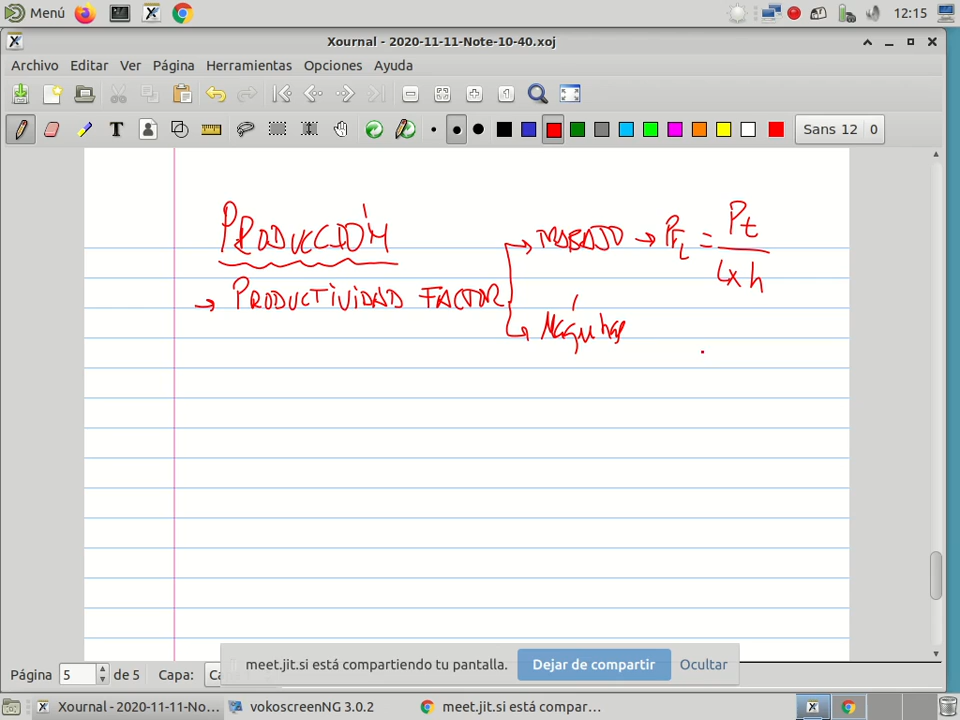 Menú
12:15
Xournal - 2020-11-11-Note-10-40.xoj
Archivo Editar Ver Página Herramientas Opciones Ayuda
Sans 12 0
PRODUCCIÓN
→ PRODUCTIVIDAD FACTOR
→ TRABAJO → PF_L = Pt / L x h
→ Máquinas
Página 5 de 5 Capa: Ca
meet.jit.si está compartiendo tu pantalla. Dejar de compartir Ocultar
Xournal - 2020-11-11-No... vokoscreenNG 3.0.2 meet.jit.si está compar...